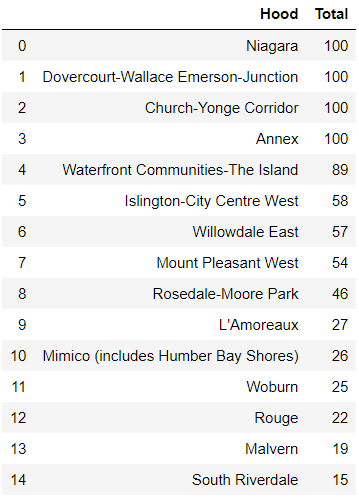 Hood Total
0 Niagara 100
1 Dovercourt-Wallace Emerson-Junction 100
2 Church-Yonge Corridor 100
3 Annex 100
4 Waterfront Communities-The Island 89
5 Islington-City Centre West 58
6 Willowdale East 57
7 Mount Pleasant West 54
8 Rosedale-Moore Park 46
9 L'Amoreaux 27
10 Mimico (includes Humber Bay Shores) 26
11 Woburn 25
12 Rouge 22
13 Malvern 19
14 South Riverdale 15